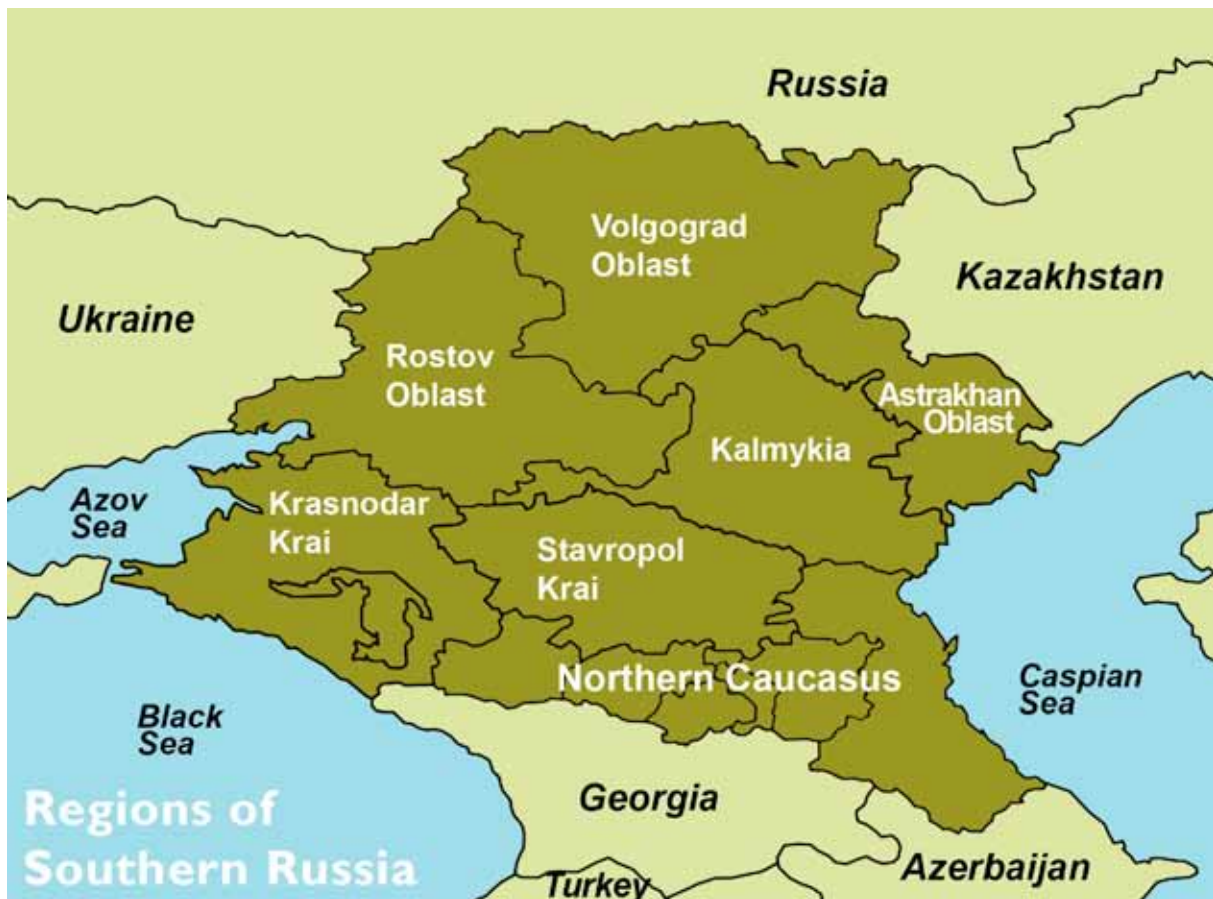 Russia
Volgograd
Oblast
Kazakhstan
Ukraine
Rostov
Oblast
Astrakhan
Oblast
Kalmykia
Azov
Sea
Krasnodar
Krai
Stavropol
Krai
Northern Caucasus
Caspian
Sea
Black
Sea
Georgia
Regions of
Southern Russia
Turkey
Azerbaijan